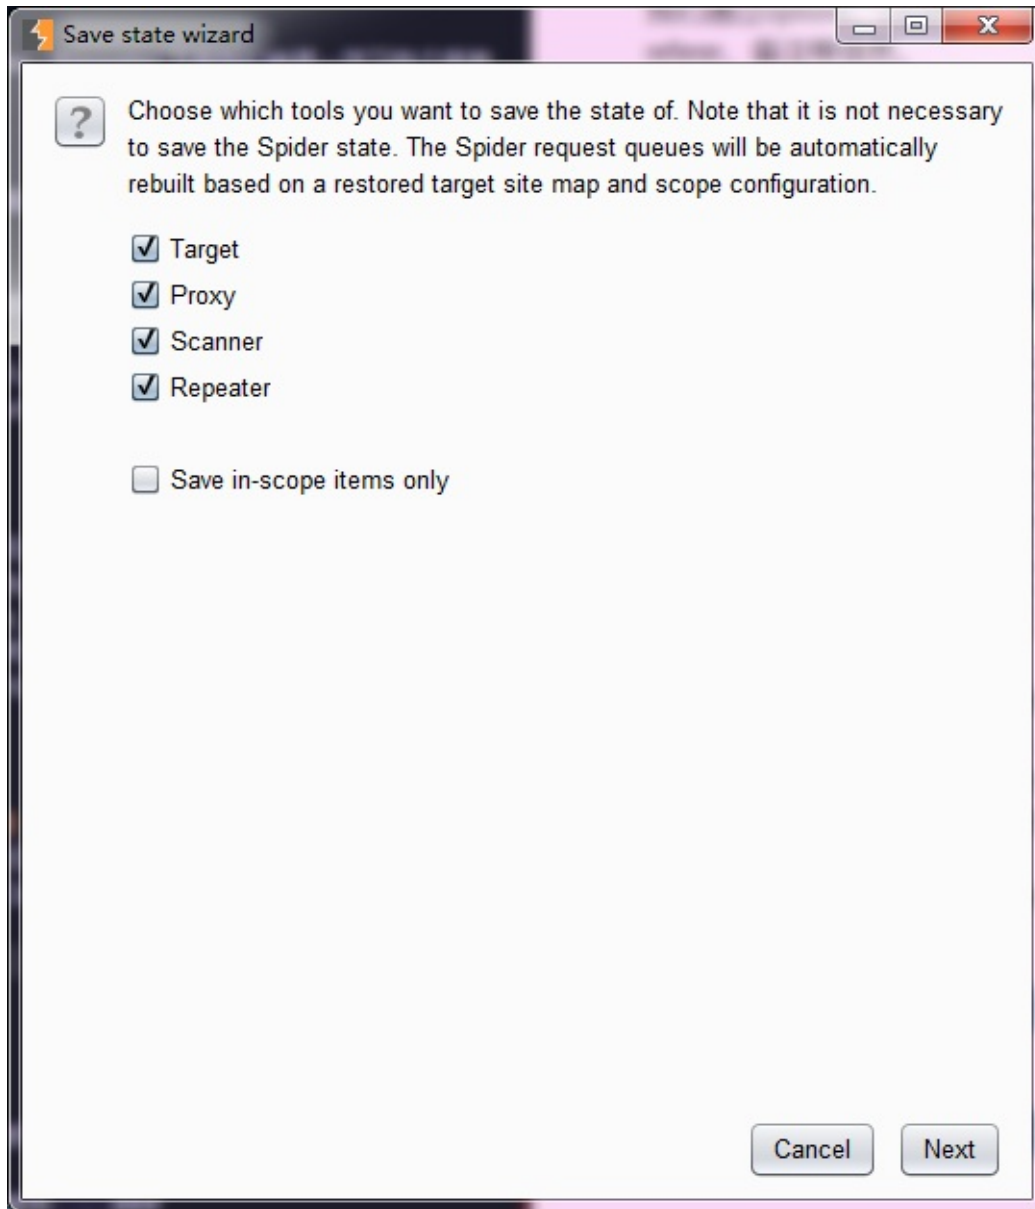 Save state wizard
Choose which tools you want to save the state of. Note that it is not necessary
to save the Spider state. The Spider request queues will be automatically
rebuilt based on a restored target site map and scope configuration.
Target
Proxy
Scanner
Repeater
Save in-scope items only
Cancel
Next